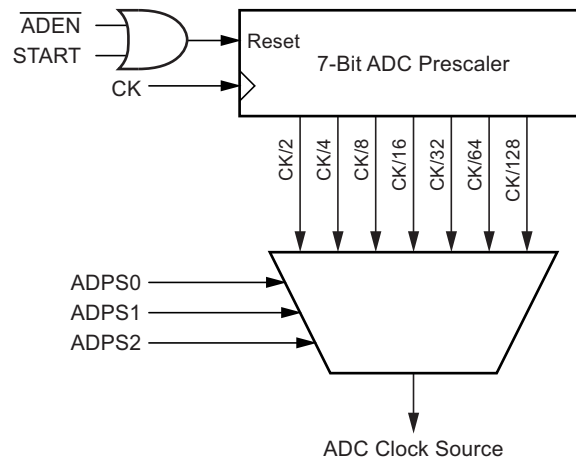 ADEN
START
CK
Reset
7-Bit ADC Prescaler
CK/2
CK/4
CK/8
CK/16
CK/32
CK/64
CK/128
ADPS0
ADPS1
ADPS2
ADC Clock Source